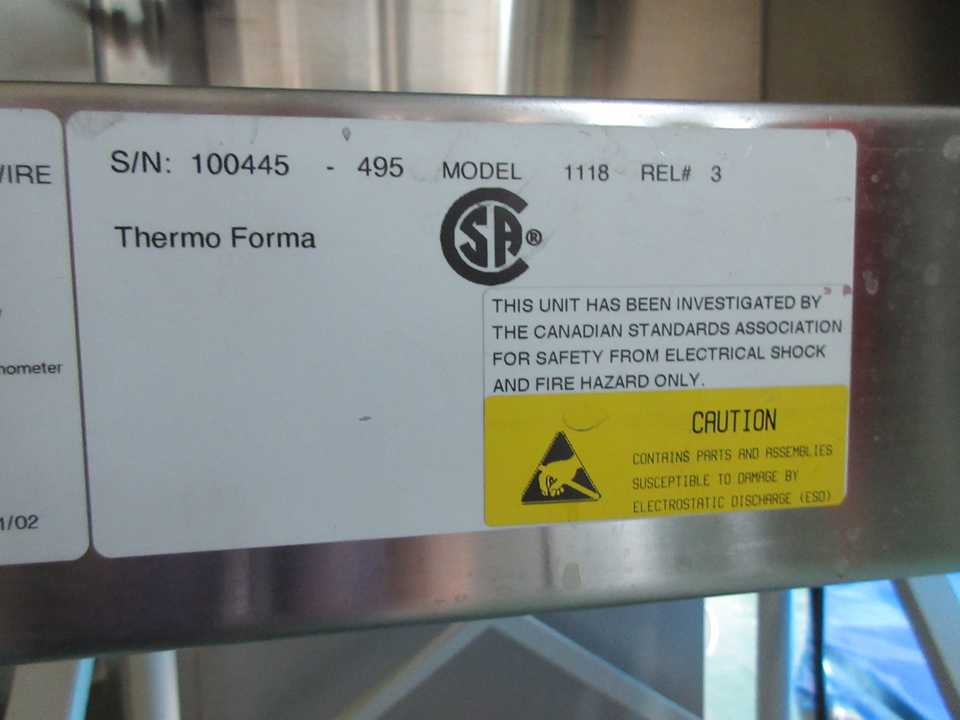 WIRE
nometer
1/02
S/N: 100445 - 495 MODEL 1118 REL# 3
Thermo Forma
CSA®
THIS UNIT HAS BEEN INVESTIGATED BY
THE CANADIAN STANDARDS ASSOCIATION
FOR SAFETY FROM ELECTRICAL SHOCK
AND FIRE HAZARD ONLY.
CAUTION
CONTAINS PARTS AND ASSEMBLIES
SUSCEPTIBLE TO DAMAGE BY
ELECTROSTATIC DISCHARGE (ESD)